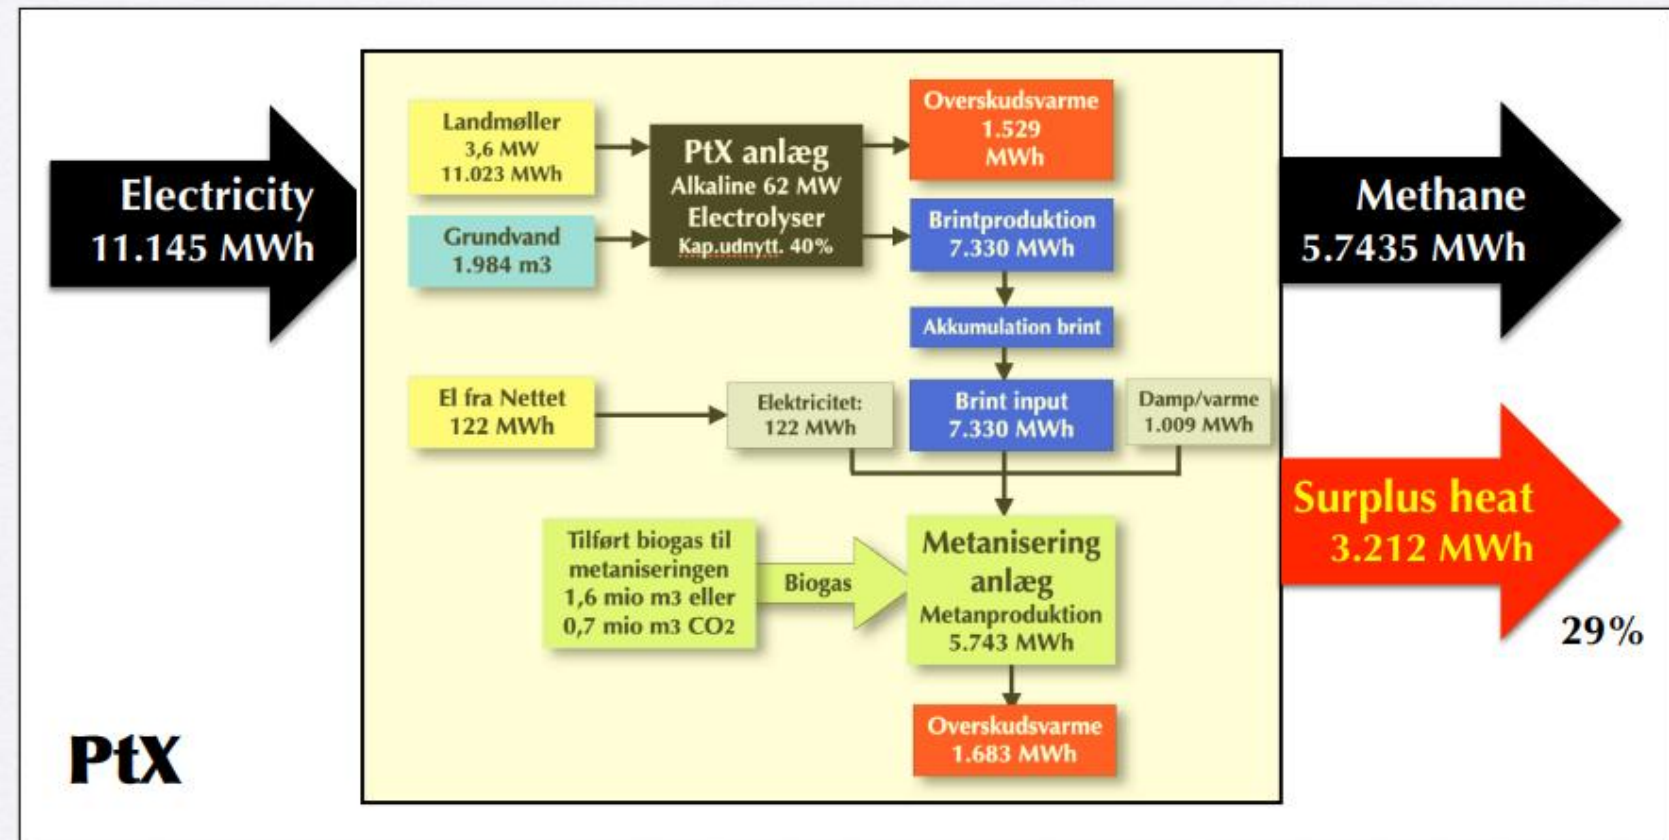 Electricity
11.145 MWh
Landmøller
3,6 MW
11.023 MWh
Grundvand
1.984 m3
PtX anlæg
Alkaline 62 MW
Electrolyser
Kap.udnytt. 40%
Overskudsvarme
1.529
MWh
Brintproduktion
7.330 MWh
Akkumulation brint
El fra Nettet
122 MWh
Elektricitet:
122 MWh
Brint input
7.330 MWh
Damp/varme
1.009 MWh
Tilført biogas til
metaniseringen
1,6 mio m3 eller
0,7 mio m3 CO2
Biogas
Metanisering
anlæg
Metanproduktion
5.743 MWh
Overskudsvarme
1.683 MWh
Methane
5.7435 MWh
Surplus heat
3.212 MWh
29%
PtX